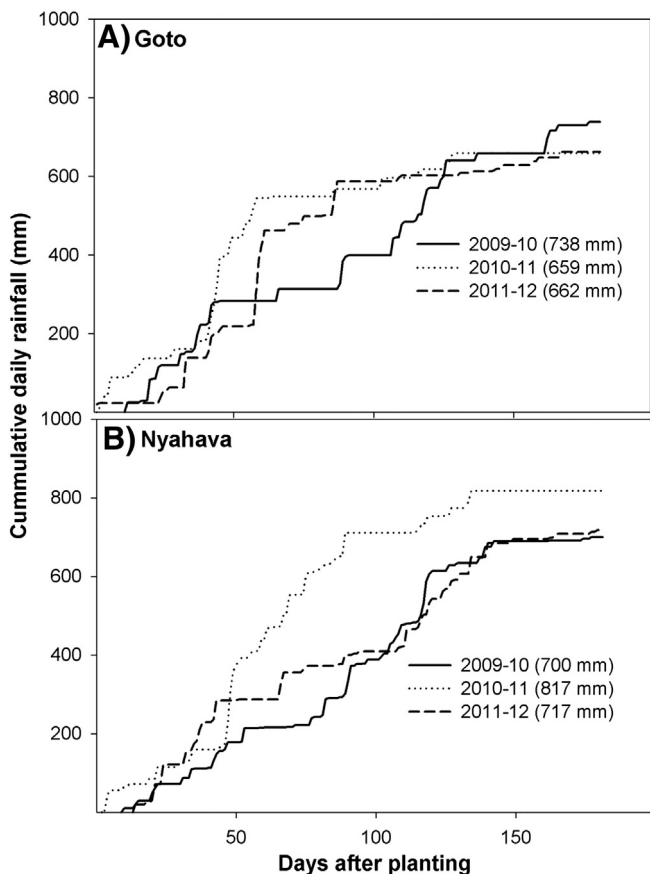 1000
A) Goto
800
600
400
200
2009-10 (738 mm)
2010-11 (659 mm)
2011-12 (662 mm)
Cummulative daily rainfall (mm)
1000
B) Nyahava
800
600
400
200
2009-10 (700 mm)
2010-11 (817 mm)
2011-12 (717 mm)
50 100 150
Days after planting